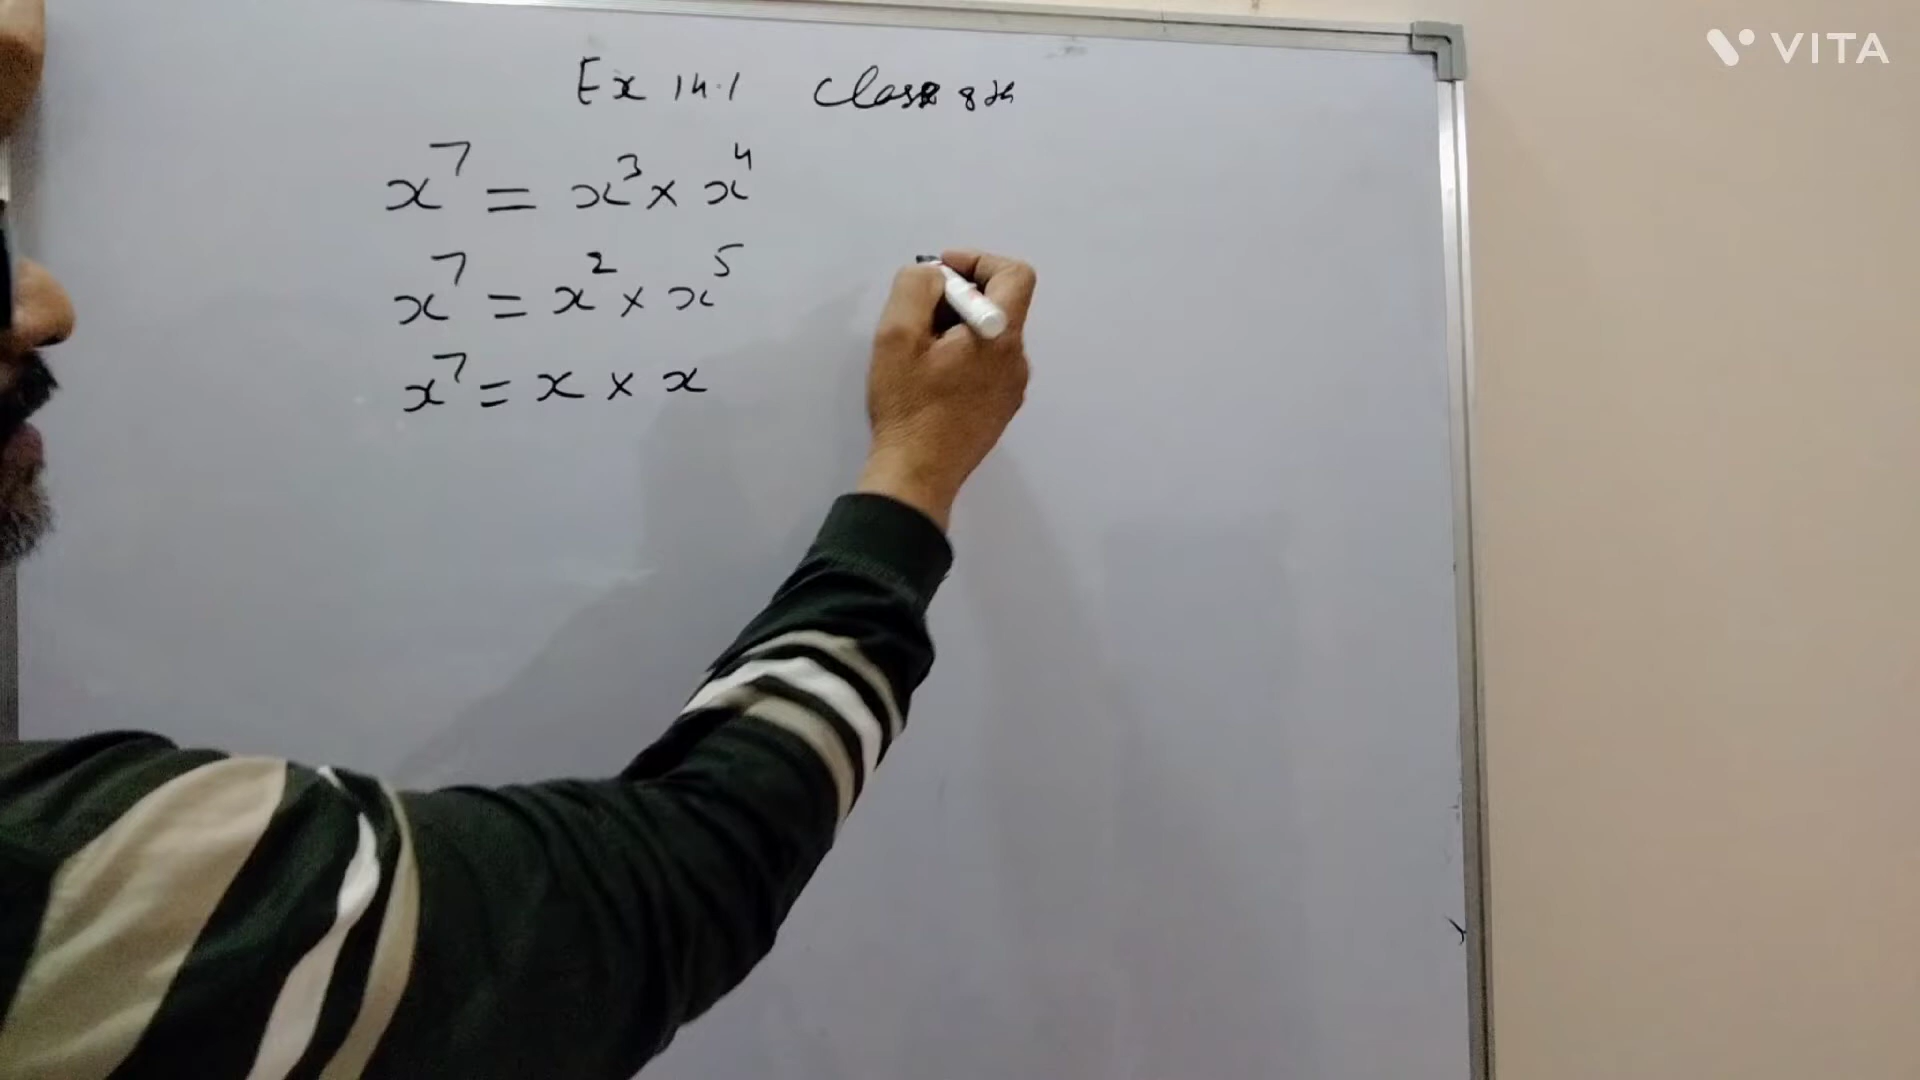 VITA
Ex 14.1 Class 8th
x⁷ = x³ × x⁴
x⁷ = x² × x⁵
x⁷ = x × x